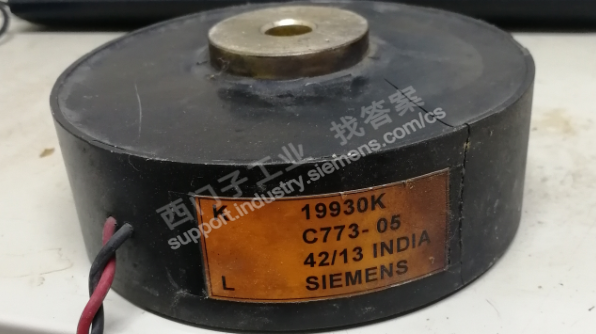 西门子工业 找答案
support.industry.siemens.com/cs
K 19930K
C773-05
42/13 INDIA
L SIEMENS